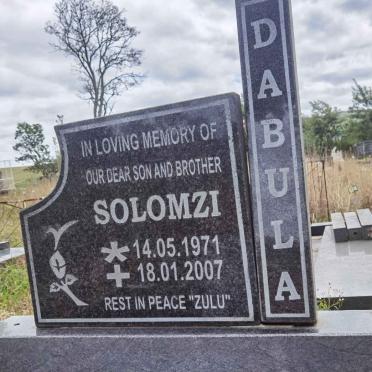 IN LOVING MEMORY OF
OUR DEAR SON AND BROTHER
SOLOMZI
14.05.1971
18.01.2007
REST IN PEACE "ZULU"
DABULA